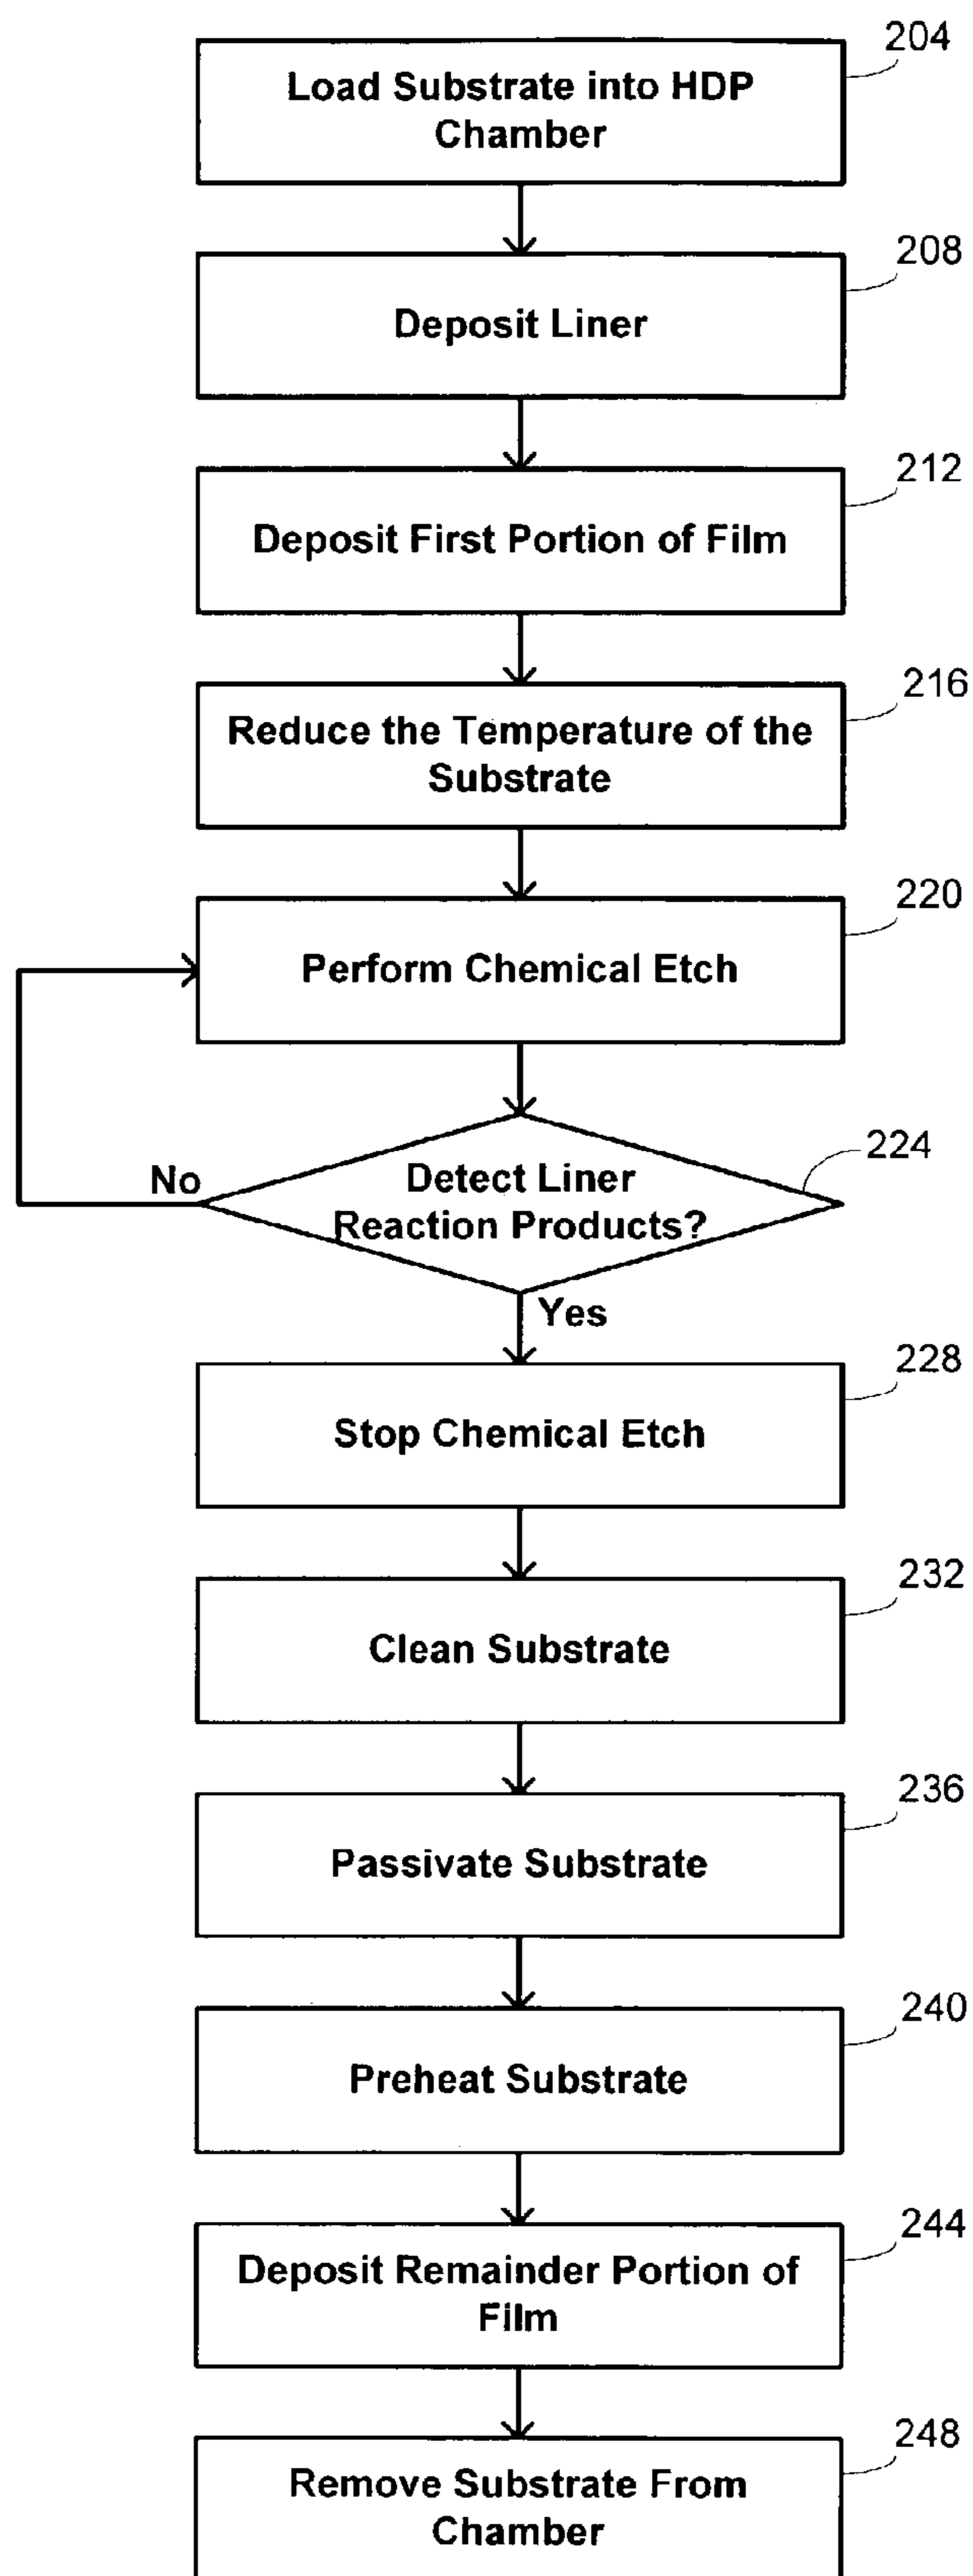 204
Load Substrate into HDP
Chamber
208
Deposit Liner
212
Deposit First Portion of Film
216
Reduce the Temperature of the
Substrate
220
Perform Chemical Etch
224
No
Detect Liner
Reaction Products?
Yes
228
Stop Chemical Etch
232
Clean Substrate
236
Passivate Substrate
240
Preheat Substrate
244
Deposit Remainder Portion of
Film
248
Remove Substrate From
Chamber